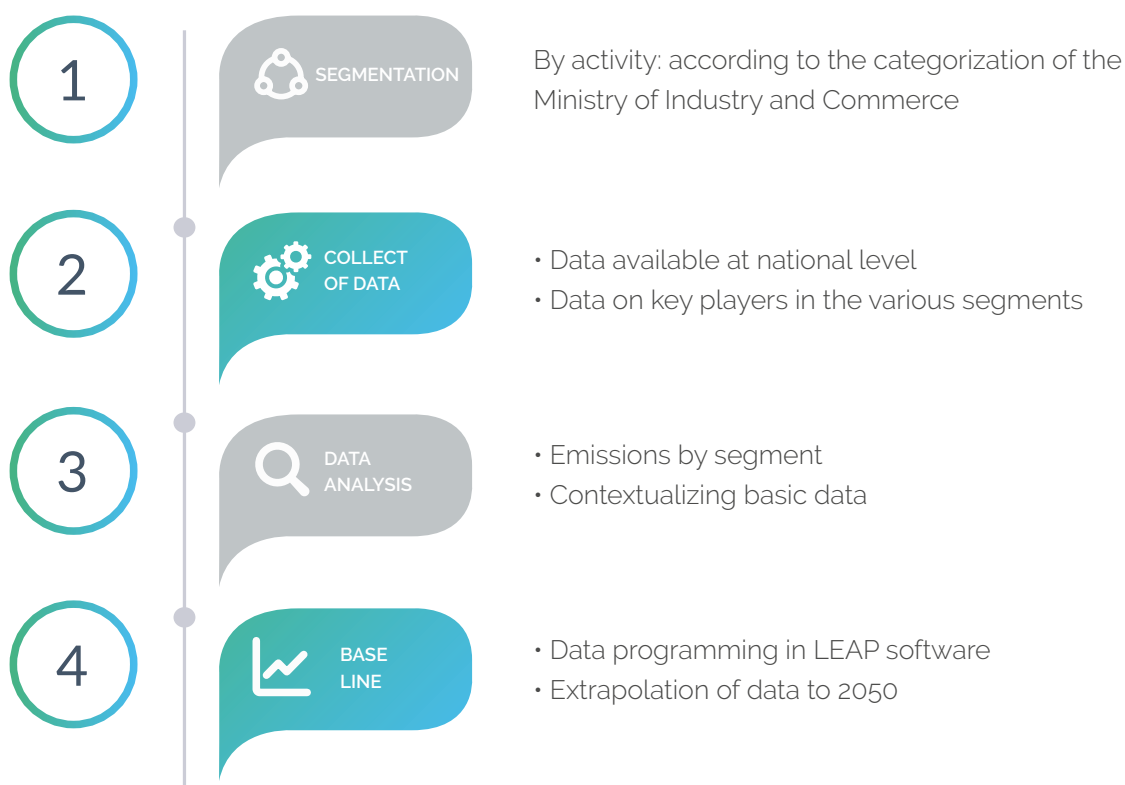 1
SEGMENTATION
By activity: according to the categorization of the
Ministry of Industry and Commerce
2
COLLECT
OF DATA
• Data available at national level
• Data on key players in the various segments
3
DATA
ANALYSIS
• Emissions by segment
• Contextualizing basic data
4
BASE
LINE
• Data programming in LEAP software
• Extrapolation of data to 2050